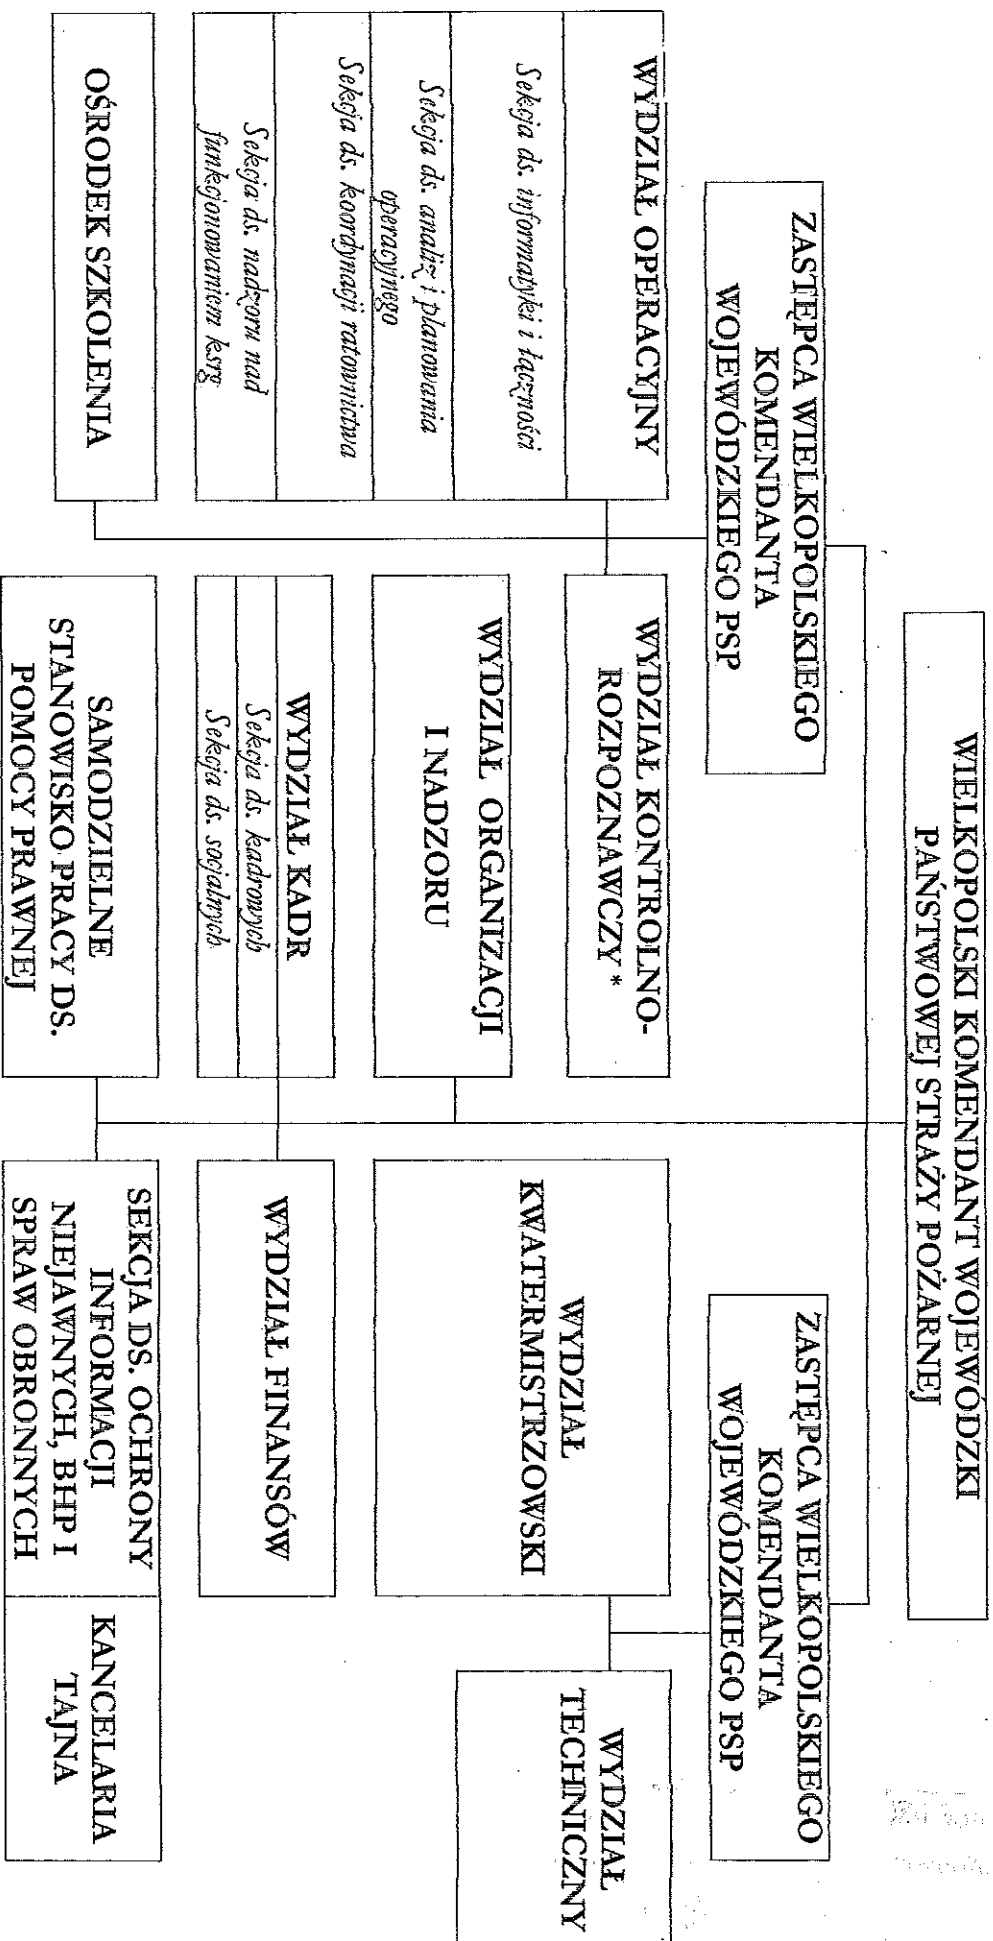 WIELKOPOLSKI KOMENDANT WOJEWÓDZKI
PAŃSTWOWEJ STRAŻY POŻARNEJ
ZASTĘPCA WIELKOPOLSKIEGO
KOMENDANTA
WOJEWÓDZKIEGO PSP
ZASTĘPCA WIELKOPOLSKIEGO
KOMENDANTA
WOJEWÓDZKIEGO PSP
WYDZIAŁ OPERACYJNY
Sekcja ds. informatyki i łączności
Sekcja ds. analiz i planowania
operacyjnego
Sekcja ds. koordynacji ratownictwa
Sekcja ds. nadzoru nad
funkcjonowaniem ksrg
OŚRODEK SZKOLENIA
WYDZIAŁ KONTROLNO-
ROZPOZNAWCZY *
WYDZIAŁ ORGANIZACJI
I NADZORU
WYDZIAŁ KADR
Sekcja ds. kadrowych
Sekcja ds. socjalnych
SAMODZIELNE
STANOWISKO PRACY DS.
POMOCY PRAWNEJ
WYDZIAŁ
KWATERMISTRZOWSKI
WYDZIAŁ FINANSÓW
SEKCJA DS. OCHRONY
INFORMACJI
NIEJAWNYCH, BHP I
SPRAW OBRONNYCH
KANCELARIA
TAJNA
WYDZIAŁ
TECHNICZNY